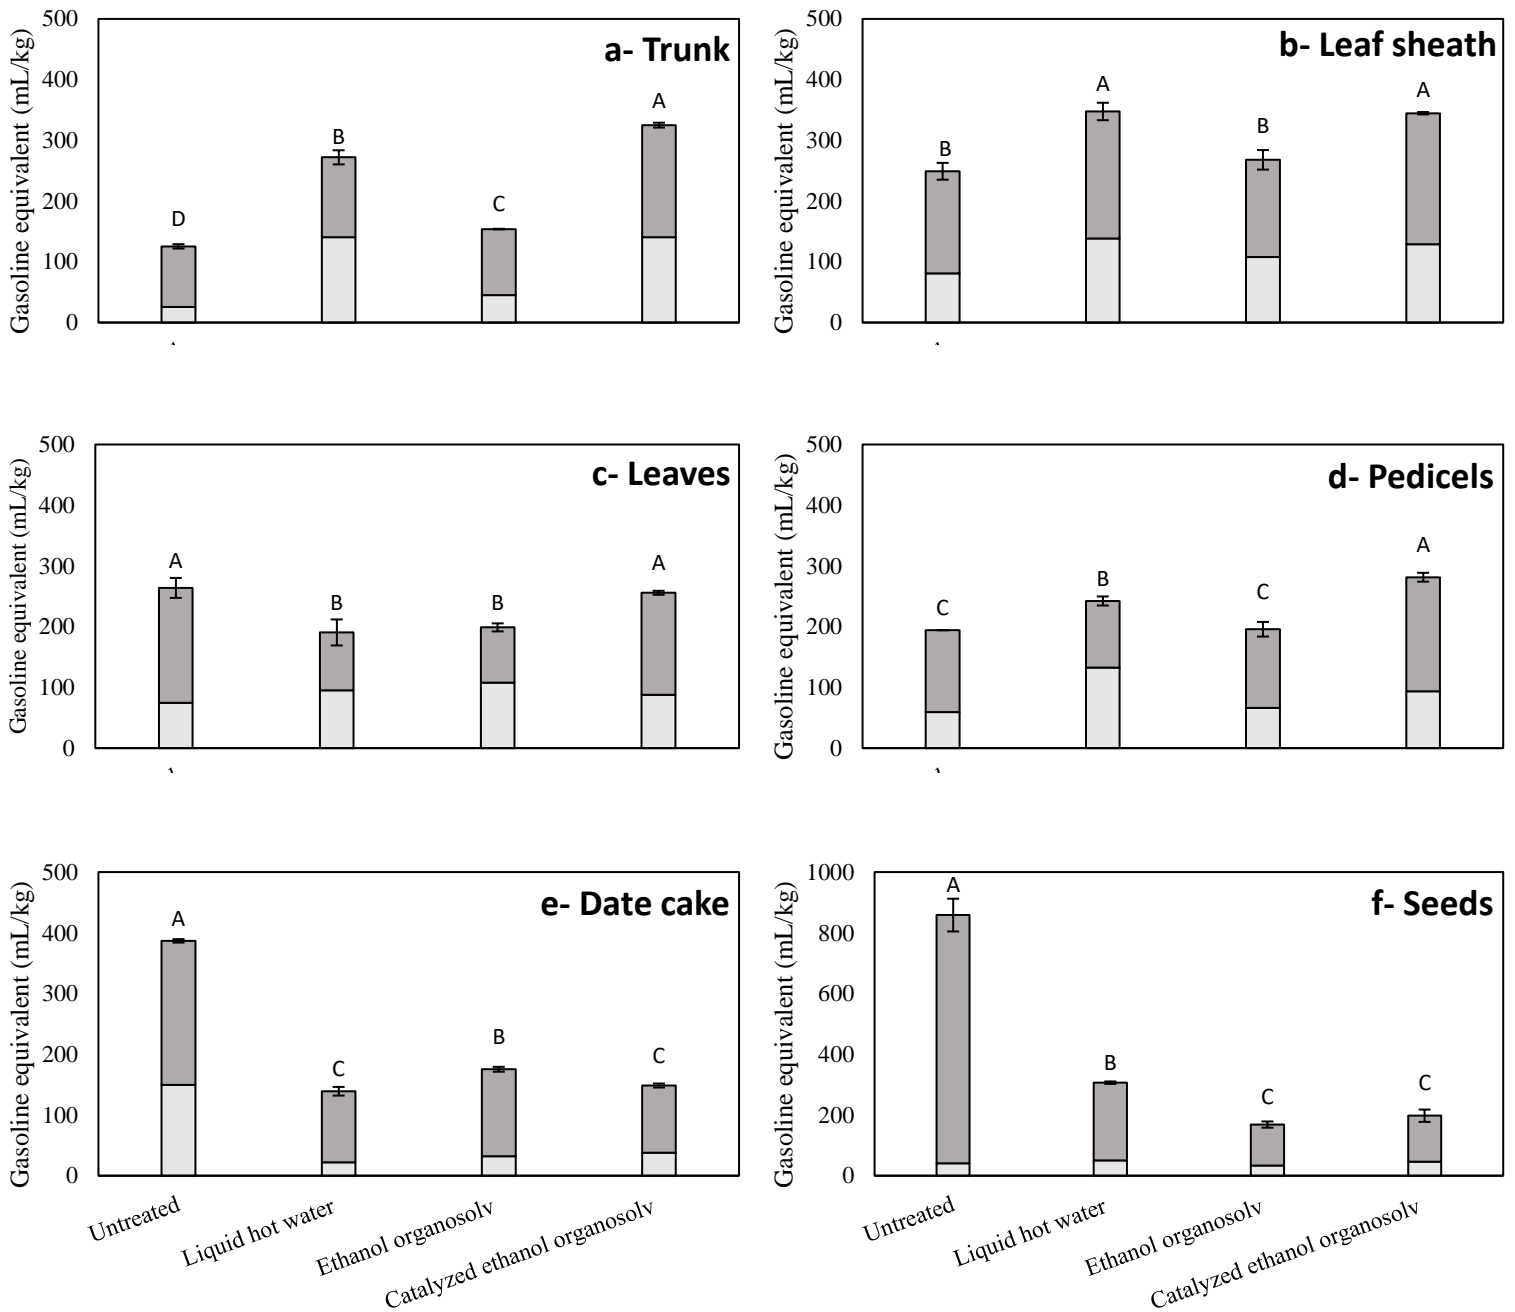 a- Trunk
Gasoline equivalent (mL/kg)
500
400
300
200
100
0
D
B
C
A
b- Leaf sheath
Gasoline equivalent (mL/kg)
500
400
300
200
100
0
B
A
B
A
c- Leaves
Gasoline equivalent (mL/kg)
500
400
300
200
100
0
A
B
B
A
d- Pedicels
Gasoline equivalent (mL/kg)
500
400
300
200
100
0
C
B
C
A
e- Date cake
Gasoline equivalent (mL/kg)
500
400
300
200
100
0
A
C
B
C
Untreated
Liquid hot water
Ethanol organosolv
Catalyzed ethanol organosolv
f- Seeds
Gasoline equivalent (mL/kg)
1000
800
600
400
200
0
A
B
C
C
Untreated
Liquid hot water
Ethanol organosolv
Catalyzed ethanol organosolv